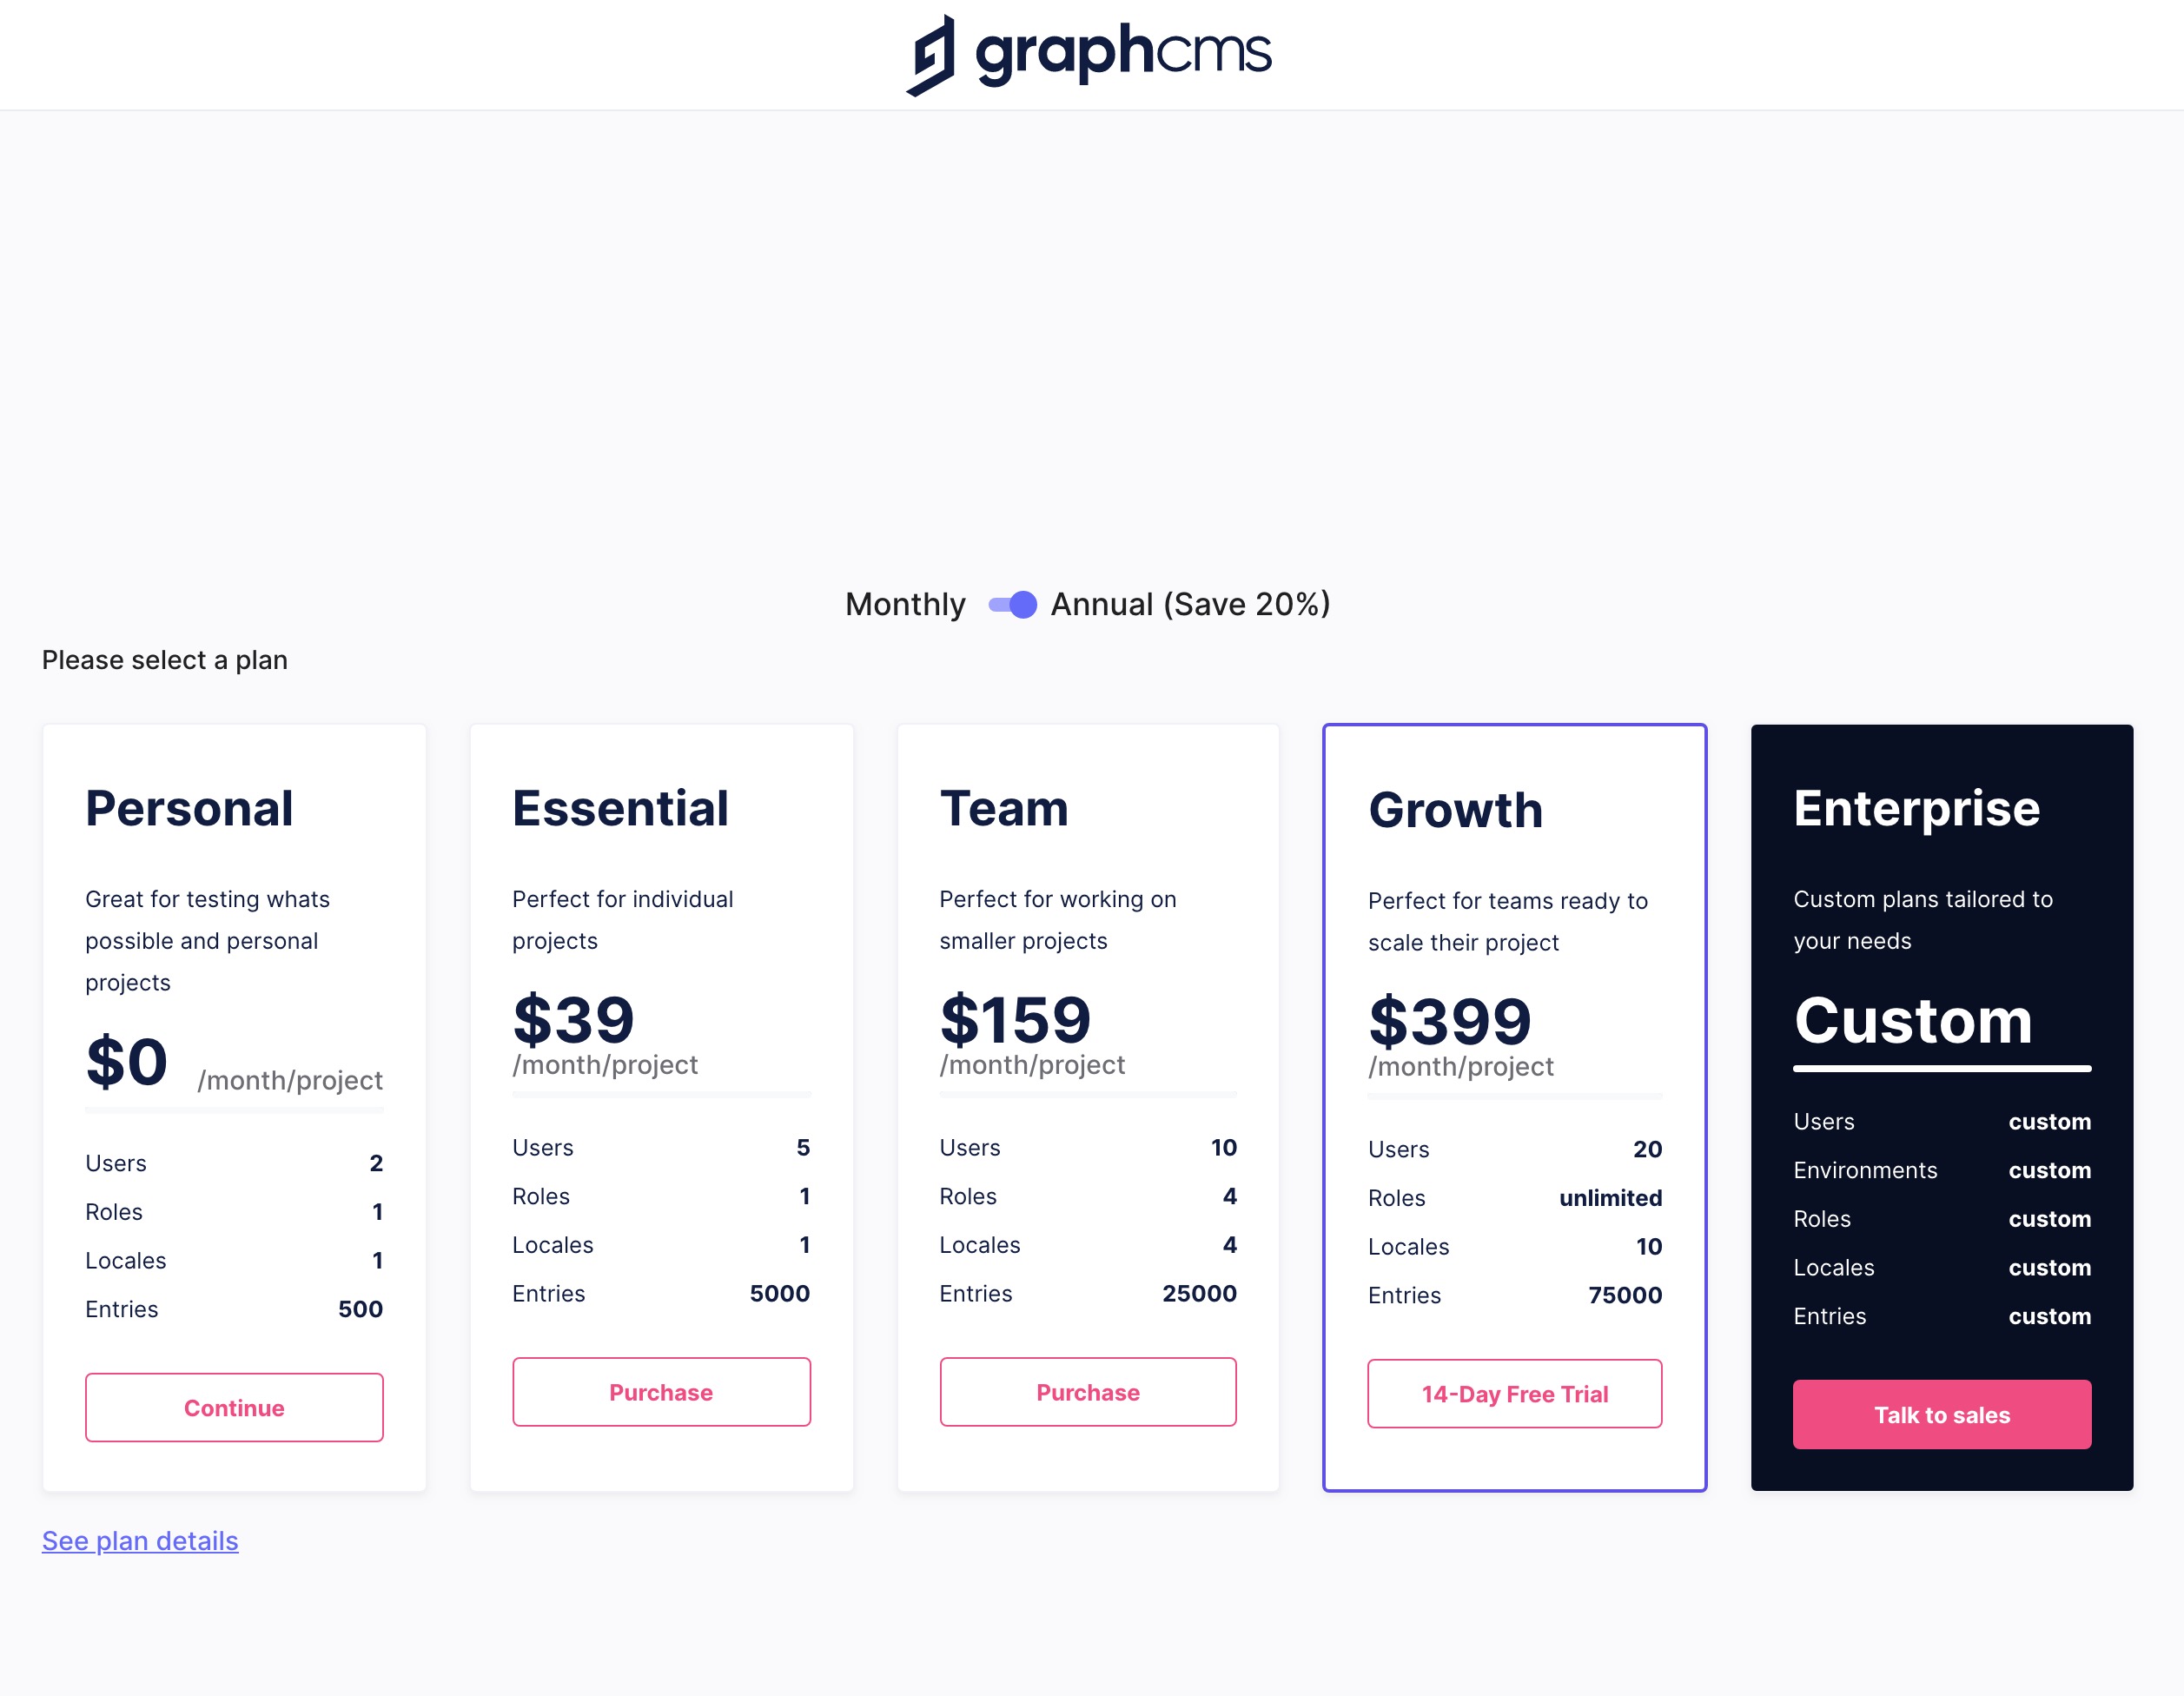 graphcms
Monthly Annual (Save 20%)
Please select a plan
Personal
Great for testing whats
possible and personal
projects
$0 /month/project
Users 2
Roles 1
Locales 1
Entries 500
Continue
Essential
Perfect for individual
projects
$39
/month/project
Users 5
Roles 1
Locales 1
Entries 5000
Purchase
Team
Perfect for working on
smaller projects
$159
/month/project
Users 10
Roles 4
Locales 4
Entries 25000
Purchase
Growth
Perfect for teams ready to
scale their project
$399
/month/project
Users 20
Roles unlimited
Locales 10
Entries 75000
14-Day Free Trial
Enterprise
Custom plans tailored to
your needs
Custom
Users custom
Environments custom
Roles custom
Locales custom
Entries custom
Talk to sales
See plan details